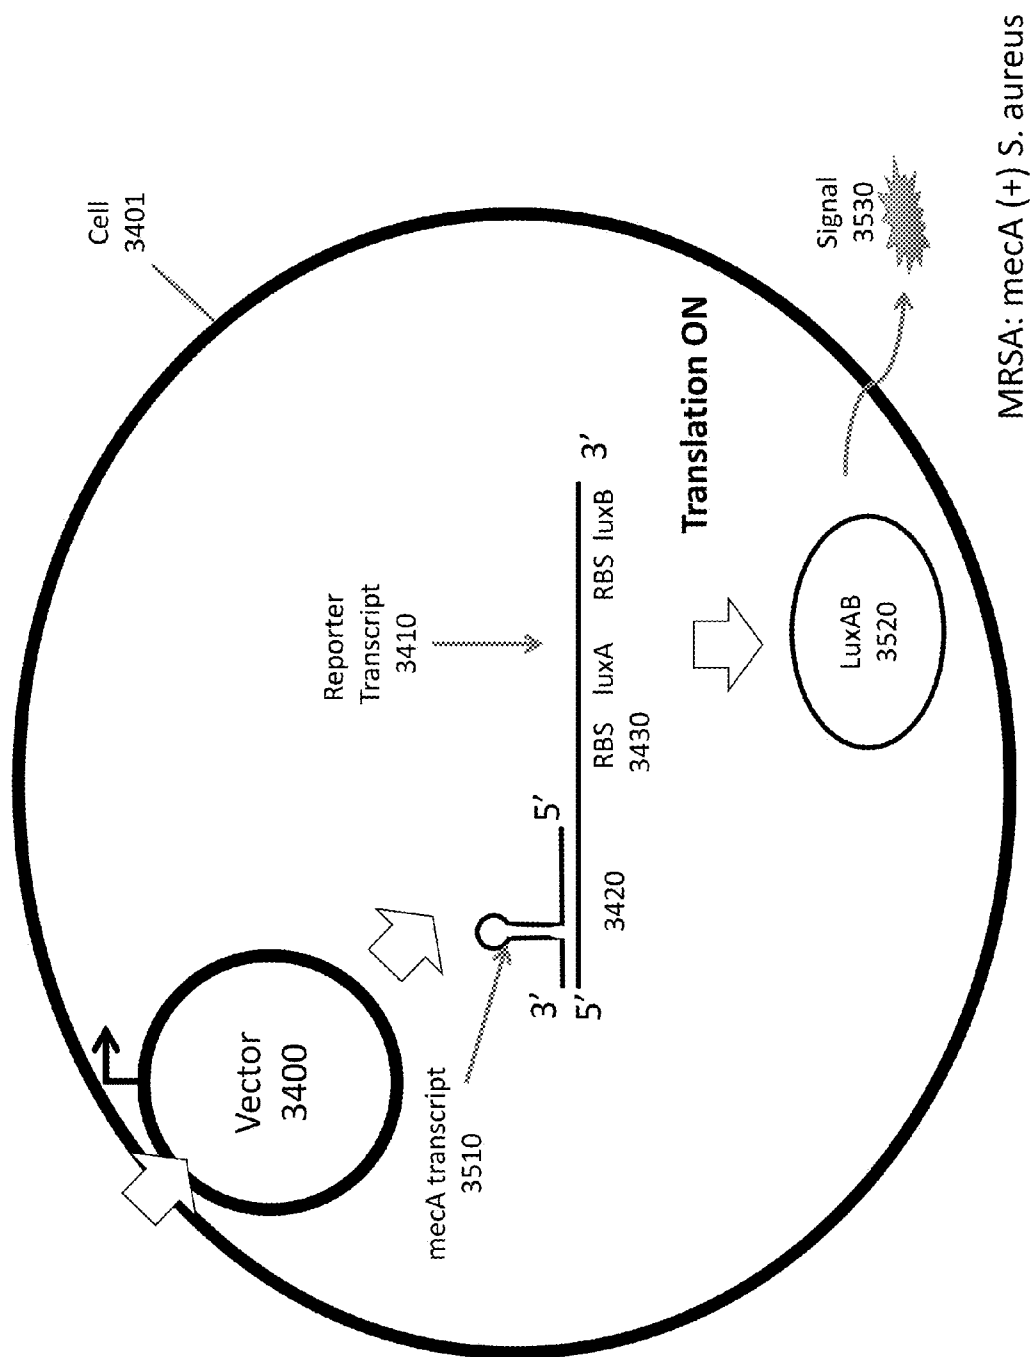 Cell
3401
Vector
3400
Reporter
Transcript
3410
mecA transcript
3510
3'
5'
5'
3420
RBS luxA RBS luxB
3430
3'
Translation ON
LuxAB
3520
Signal
3530
MRSA: mecA (+) S. aureus